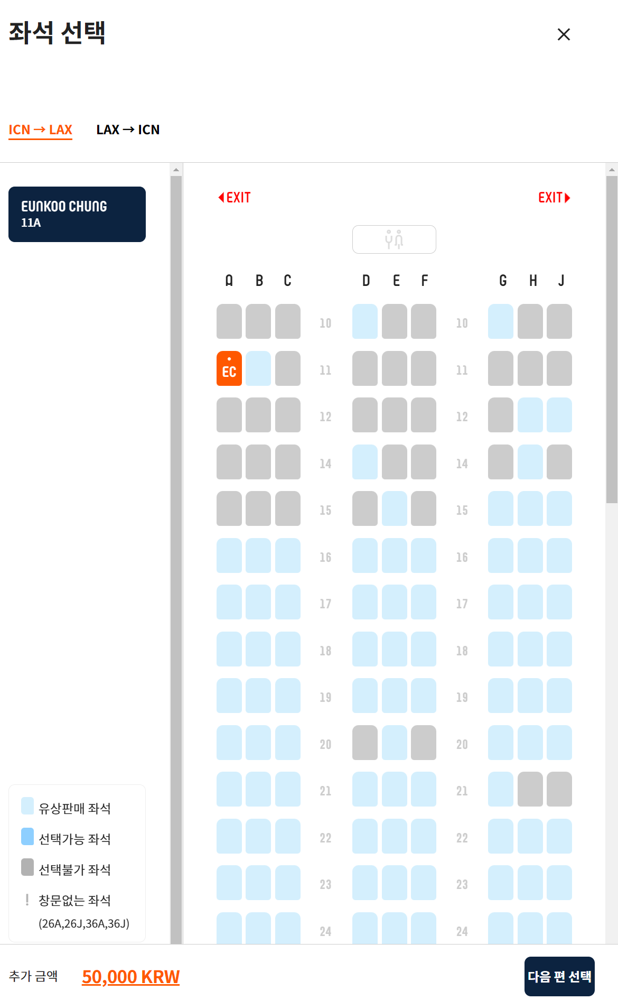 좌석 선택
ICN → LAX LAX → ICN
EUNKOO CHUNG
11A
EXIT EXIT
A B C D E F G H J
10 10
EC 11 11
12 12
14 14
15 15
16 16
17 17
18 18
19 19
20 20
21 21
22 22
23 23
24 24
유상판매 좌석
선택가능 좌석
선택불가 좌석
! 창문없는 좌석
(26A,26J,36A,36J)
추가 금액 50,000 KRW 다음 편 선택